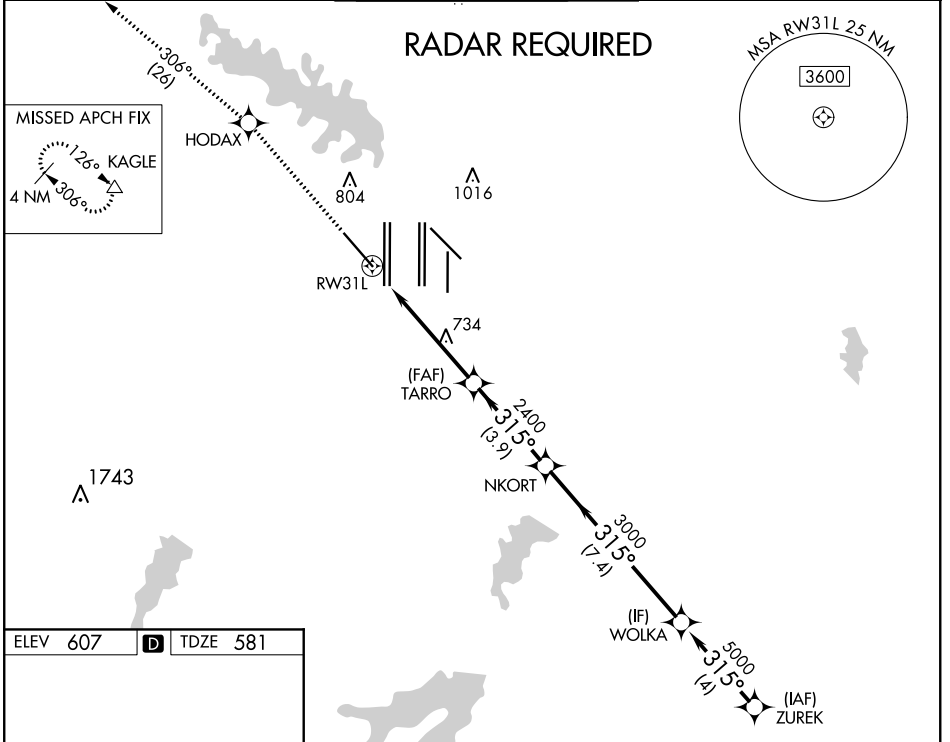 RADAR REQUIRED
MSA RW31L 25 NM
3600
306°
(26)
HODAX
MISSED APCH FIX
126°
KAGLE
4 NM
306°
804
1016
RW31L
734
(FAF)
TARRO
2400
315°
(3.9)
NKORT
1743
3000
315°
(7.4)
(IF)
WOLKA
5000
315°
(4)
(IAF)
ZUREK
ELEV 607 D TDZE 581